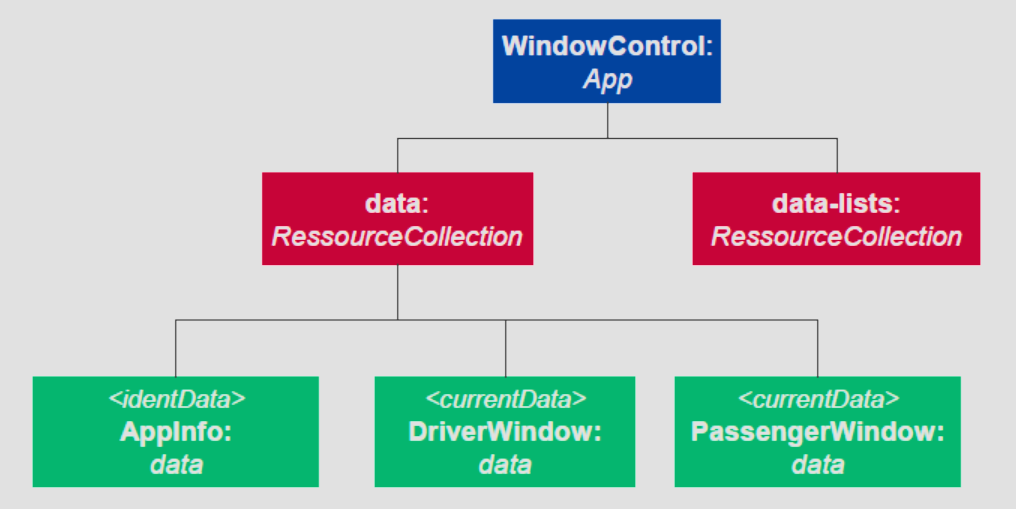 WindowControl:
App
data:
RessourceCollection
data-lists:
RessourceCollection
<identData>
AppInfo:
data
<currentData>
DriverWindow:
data
<currentData>
PassengerWindow:
data